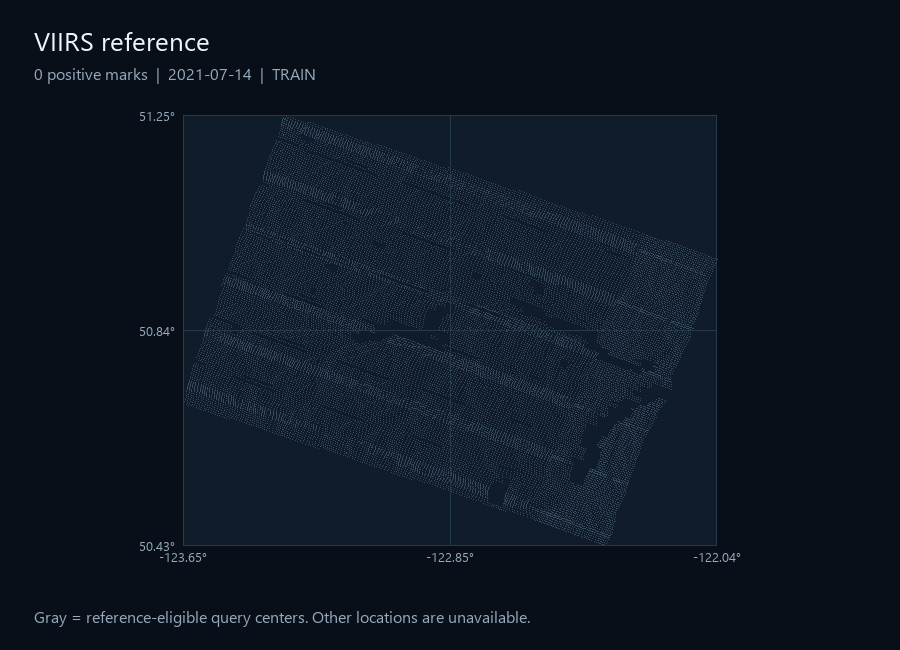 VIIRS reference
0 positive marks | 2021-07-14 | TRAIN
51.25°
50.84°
50.43°
-123.65°
-122.85°
-122.04°
Gray = reference-eligible query centers. Other locations are unavailable.